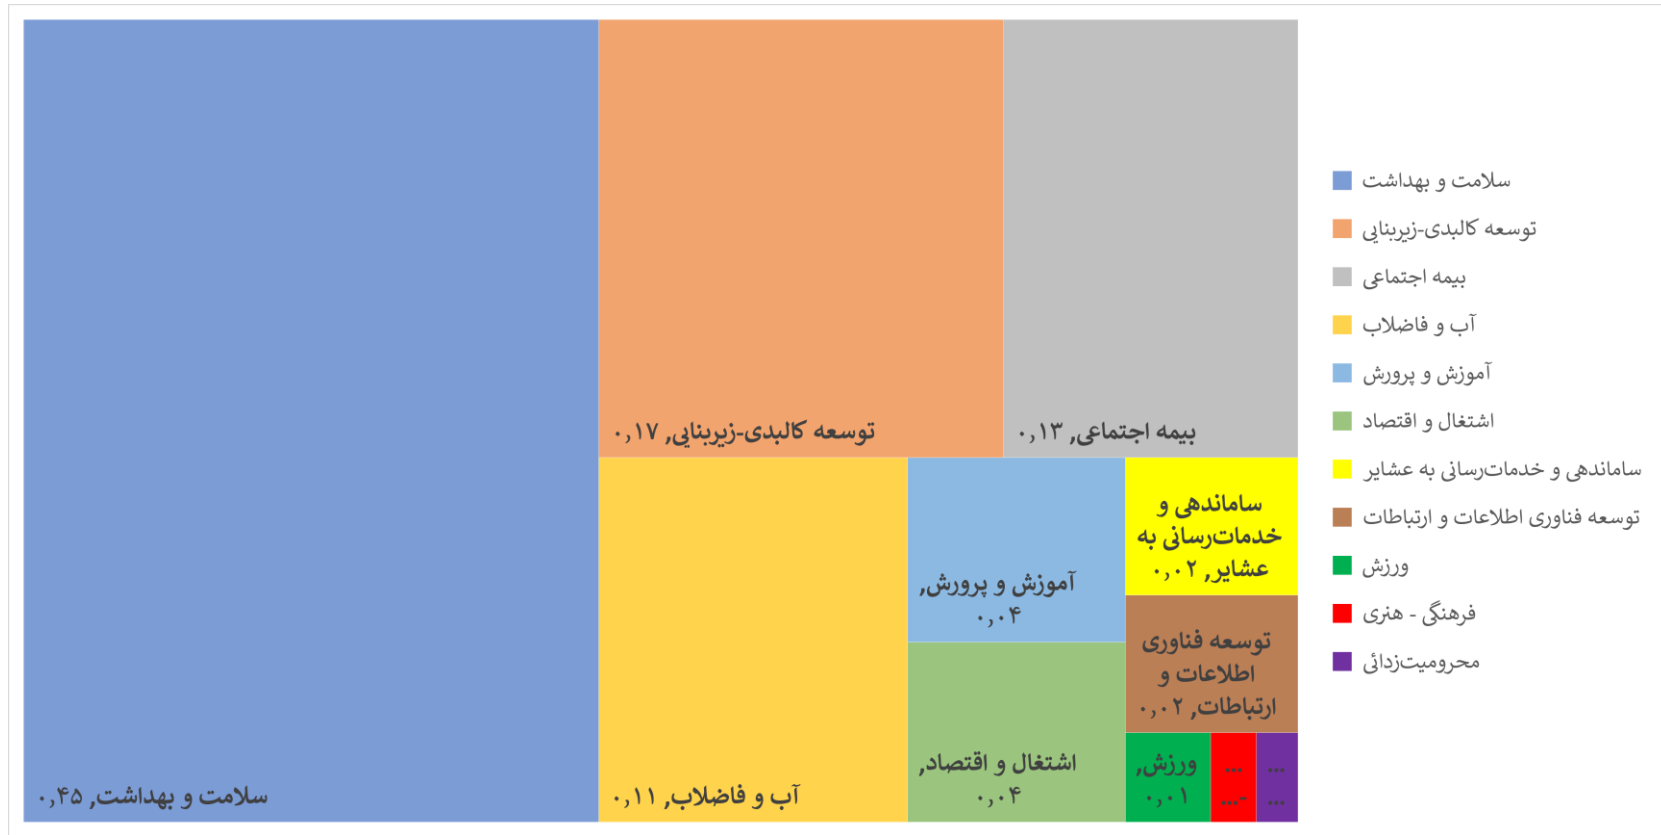 سلامت و بهداشت, ۰٫۴۵
توسعه کالبدی-زیربنایی, ۰٫۱۷
بیمه اجتماعی, ۰٫۱۳
آب و فاضلاب, ۰٫۱۱
آموزش و پرورش,
۰٫۰۴
اشتغال و اقتصاد,
۰٫۰۴
ساماندهی و
خدمات‌رسانی به
عشایر, ۰٫۰۲
توسعه فناوری
اطلاعات و
ارتباطات, ۰٫۰۲
ورزش,
۰٫۰۱
...
-...
...
...
سلامت و بهداشت
توسعه کالبدی-زیربنایی
بیمه اجتماعی
آب و فاضلاب
آموزش و پرورش
اشتغال و اقتصاد
ساماندهی و خدمات‌رسانی به عشایر
توسعه فناوری اطلاعات و ارتباطات
ورزش
فرهنگی - هنری
محرومیت‌زدائی